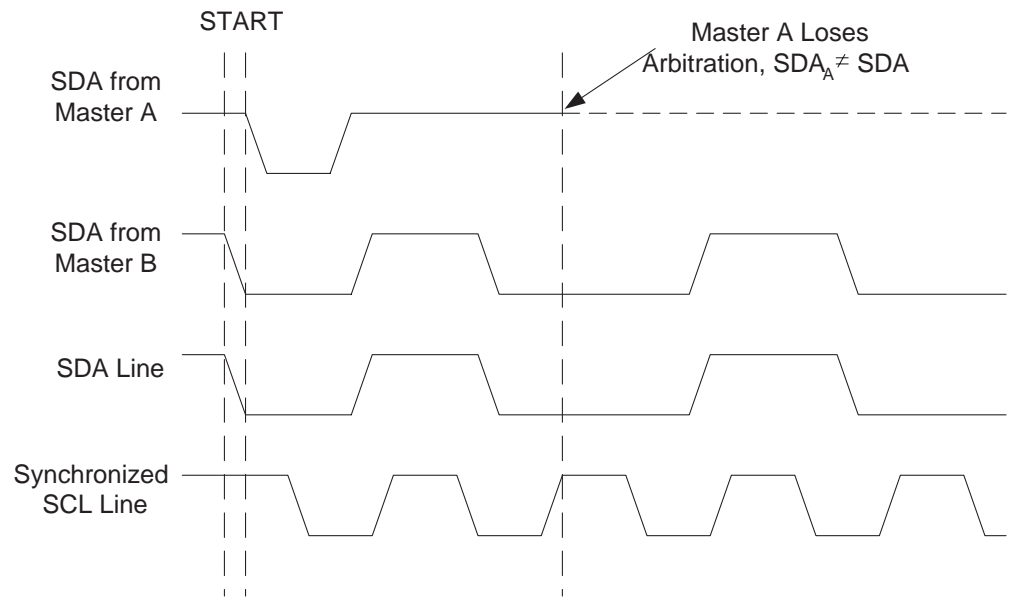 START
Master A Loses
Arbitration, SDA_A ≠ SDA
SDA from
Master A
SDA from
Master B
SDA Line
Synchronized
SCL Line